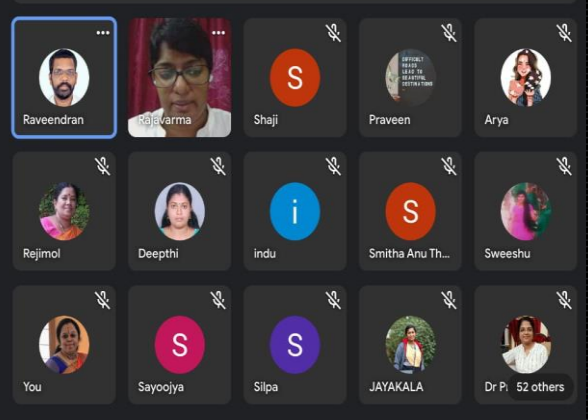 Raveendran
Rajavarma
S
Shaji
DIFFICULT
ROADS
LEAD TO
BEAUTIFUL
DESTINATIONS
Praveen
Arya
Rejimol
Deepthi
i
indu
S
Smitha Anu Th...
Sweeshu
You
S
Sayoojya
S
Silpa
JAYAKALA
Dr P
52 others